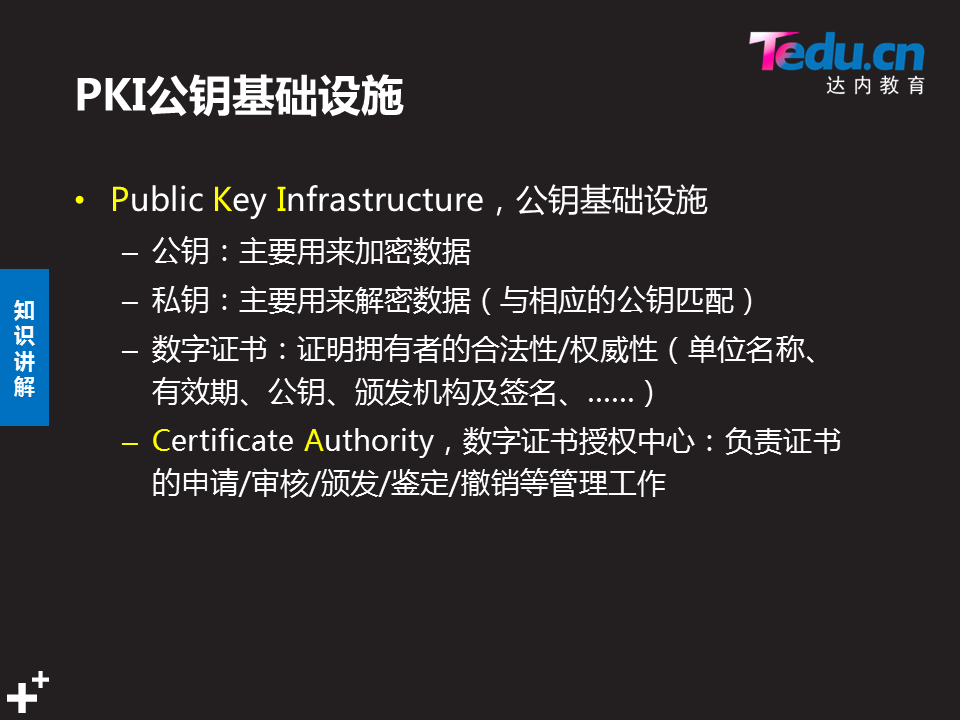 Tedu.cn
达内教育
PKI公钥基础设施
• Public Key Infrastructure，公钥基础设施
– 公钥：主要用来加密数据
– 私钥：主要用来解密数据（与相应的公钥匹配）
– 数字证书：证明拥有者的合法性/权威性（单位名称、
有效期、公钥、颁发机构及签名、……）
– Certificate Authority，数字证书授权中心：负责证书
的申请/审核/颁发/鉴定/撤销等管理工作
知
识
讲
解